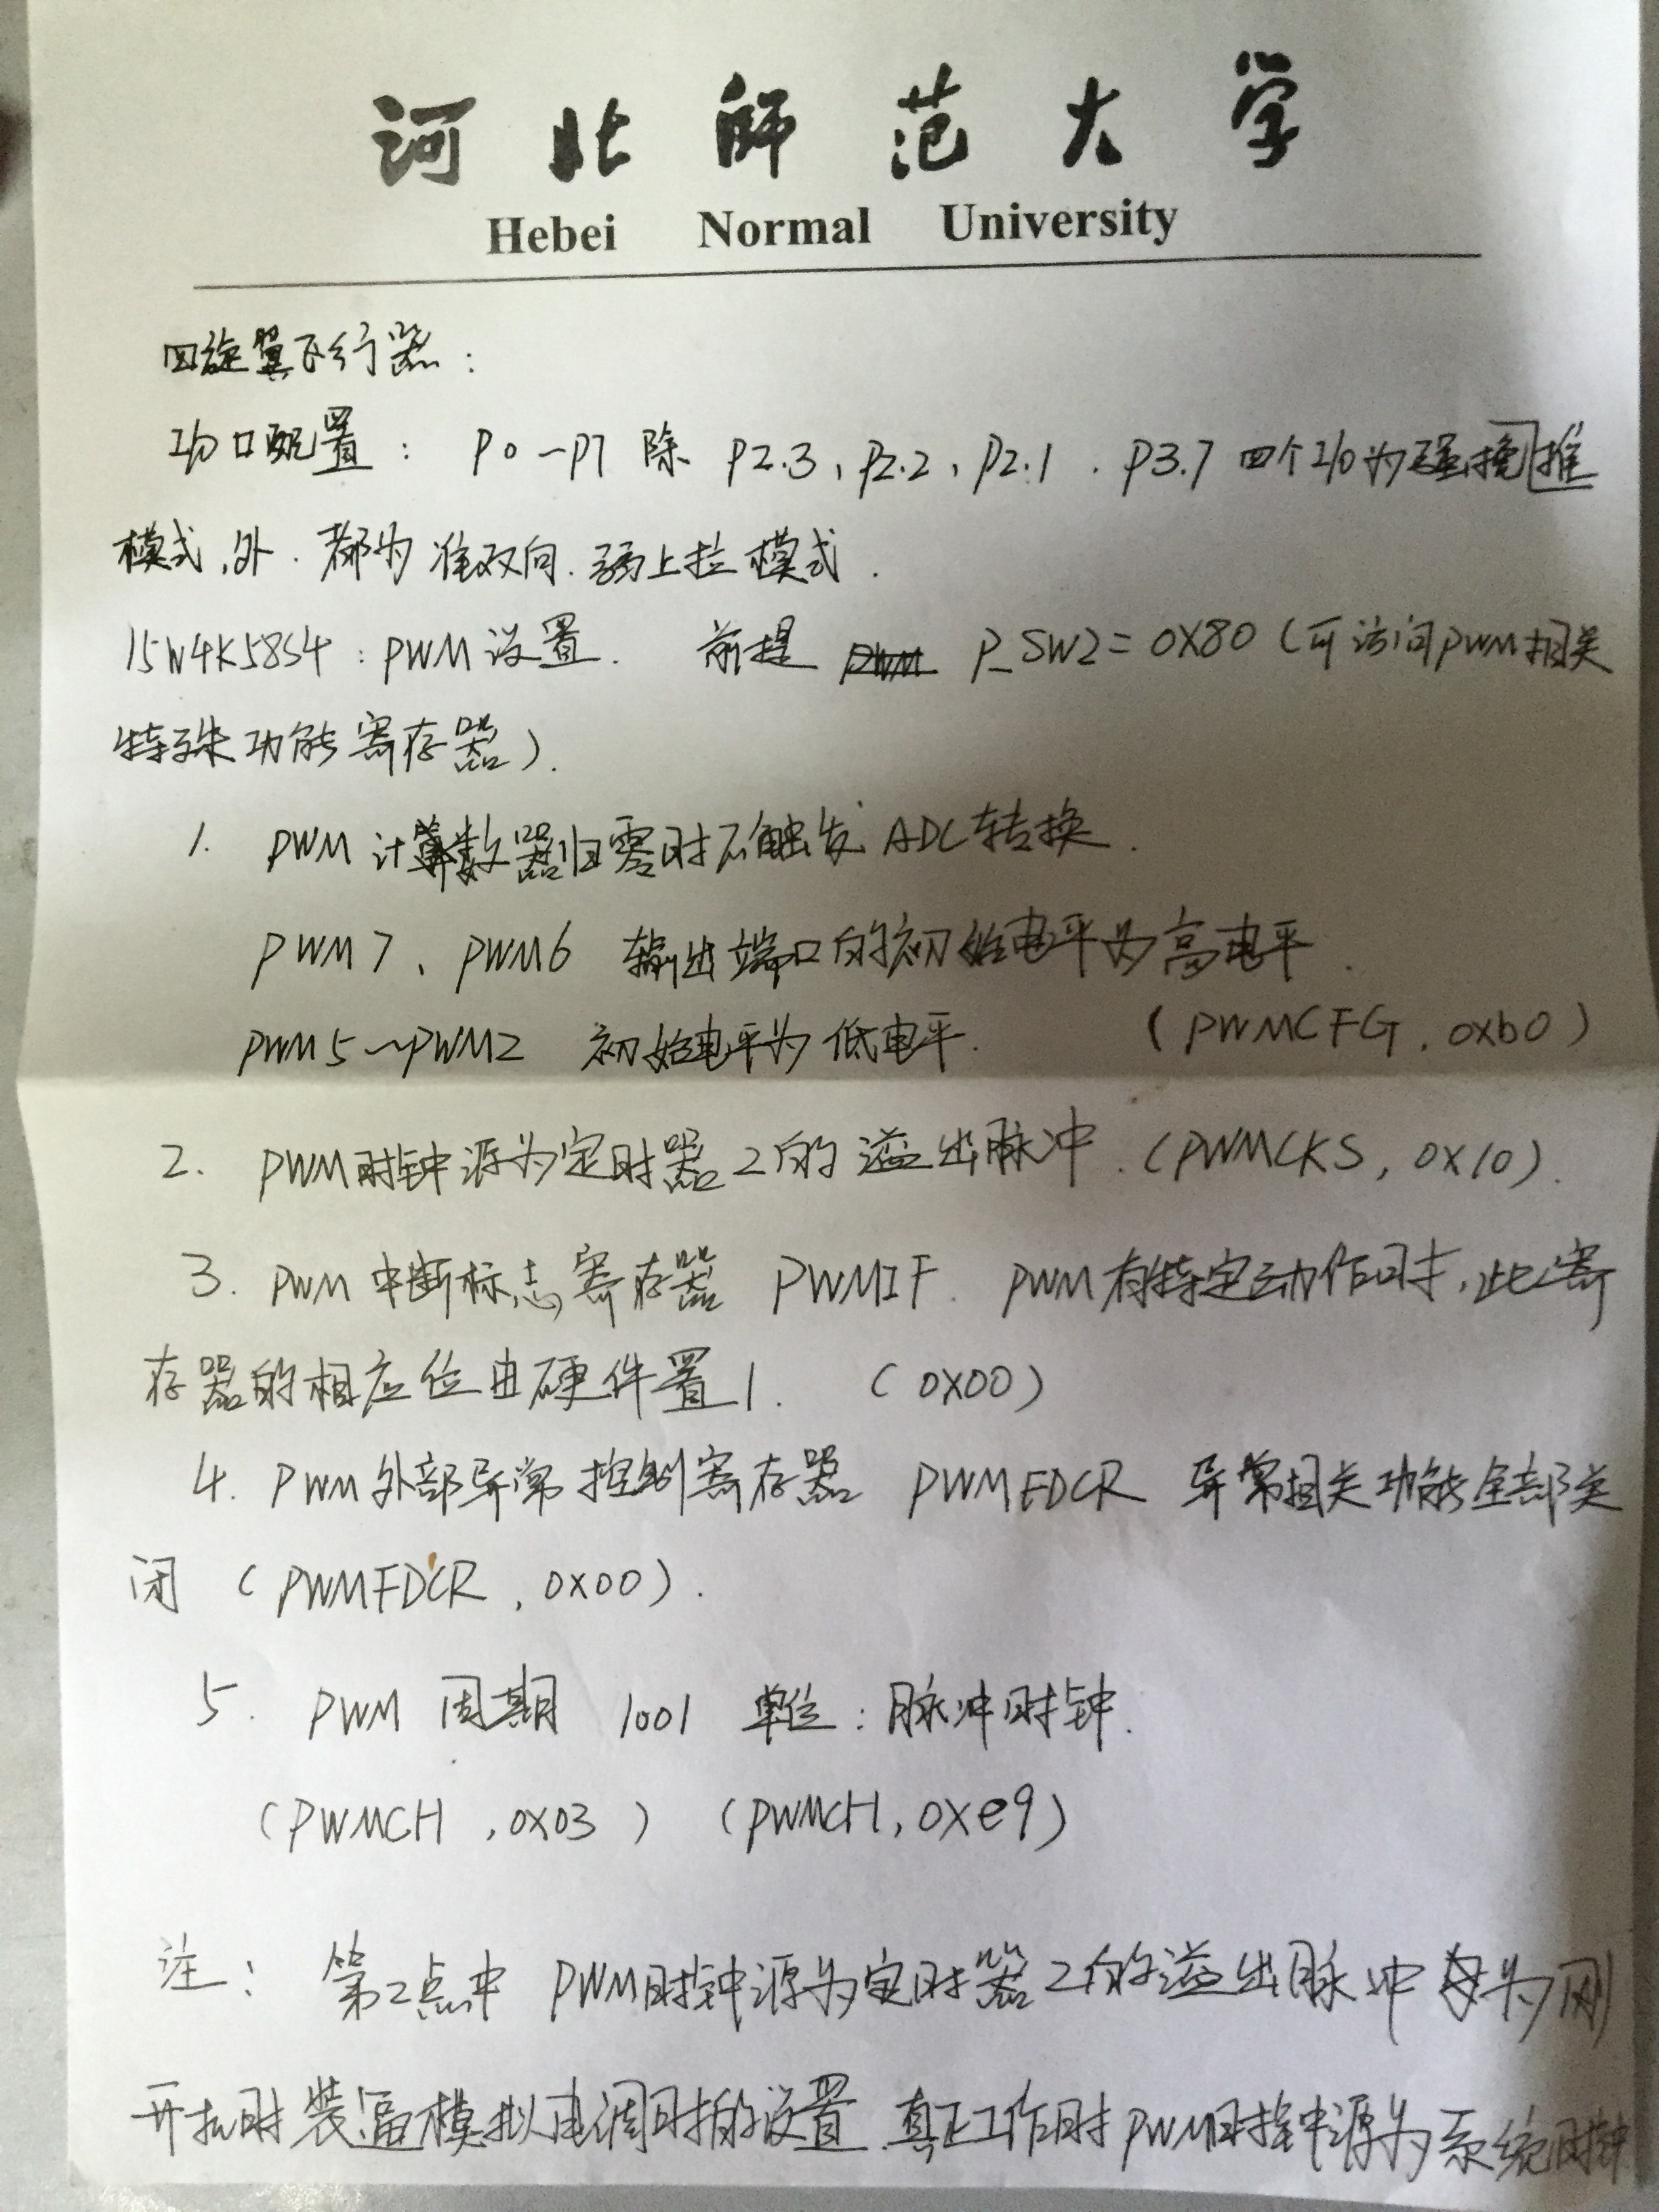 河北师范大学
Hebei Normal University
四旋翼飞行器：
I/O口配置： P0～P7 除 P2.3，P2.2，P2.1．P3.7 四个I/O为强推
模式，外．都为准双向．弱上拉模式．
15W4K58S4：PWM设置． 前提 P_SW2=0X80（可访问PWM相关
特殊功能寄存器）．
1. PWM计数器归零时不触发ADC转换．
PWM7、PWM6 输出端口的初始电平为高电平．
PWM5～PWM2 初始电平为低电平． （PWMCFG，0xb0）
2. PWM时钟源为定时器2的溢出脉冲．（PWMCKS，0X10）．
3. PWM中断标志寄存器 PWMIF． PWM有特定动作时，此寄
存器的相应位由硬件置1． （0X00）
4. PWM外部异常控制寄存器 PWMFDCR 异常相关功能全部关
闭（PWMFDCR，0X00）．
5. PWM 周期 1001 单位：脉冲时钟．
（PWMCH，0X03）（PWMCH，0Xe9）
注： 第2点中 PWM时钟源为定时器2的溢出脉冲 为刚
开机时模拟电调时的设置．真正工作时PWM时钟源为系统时钟